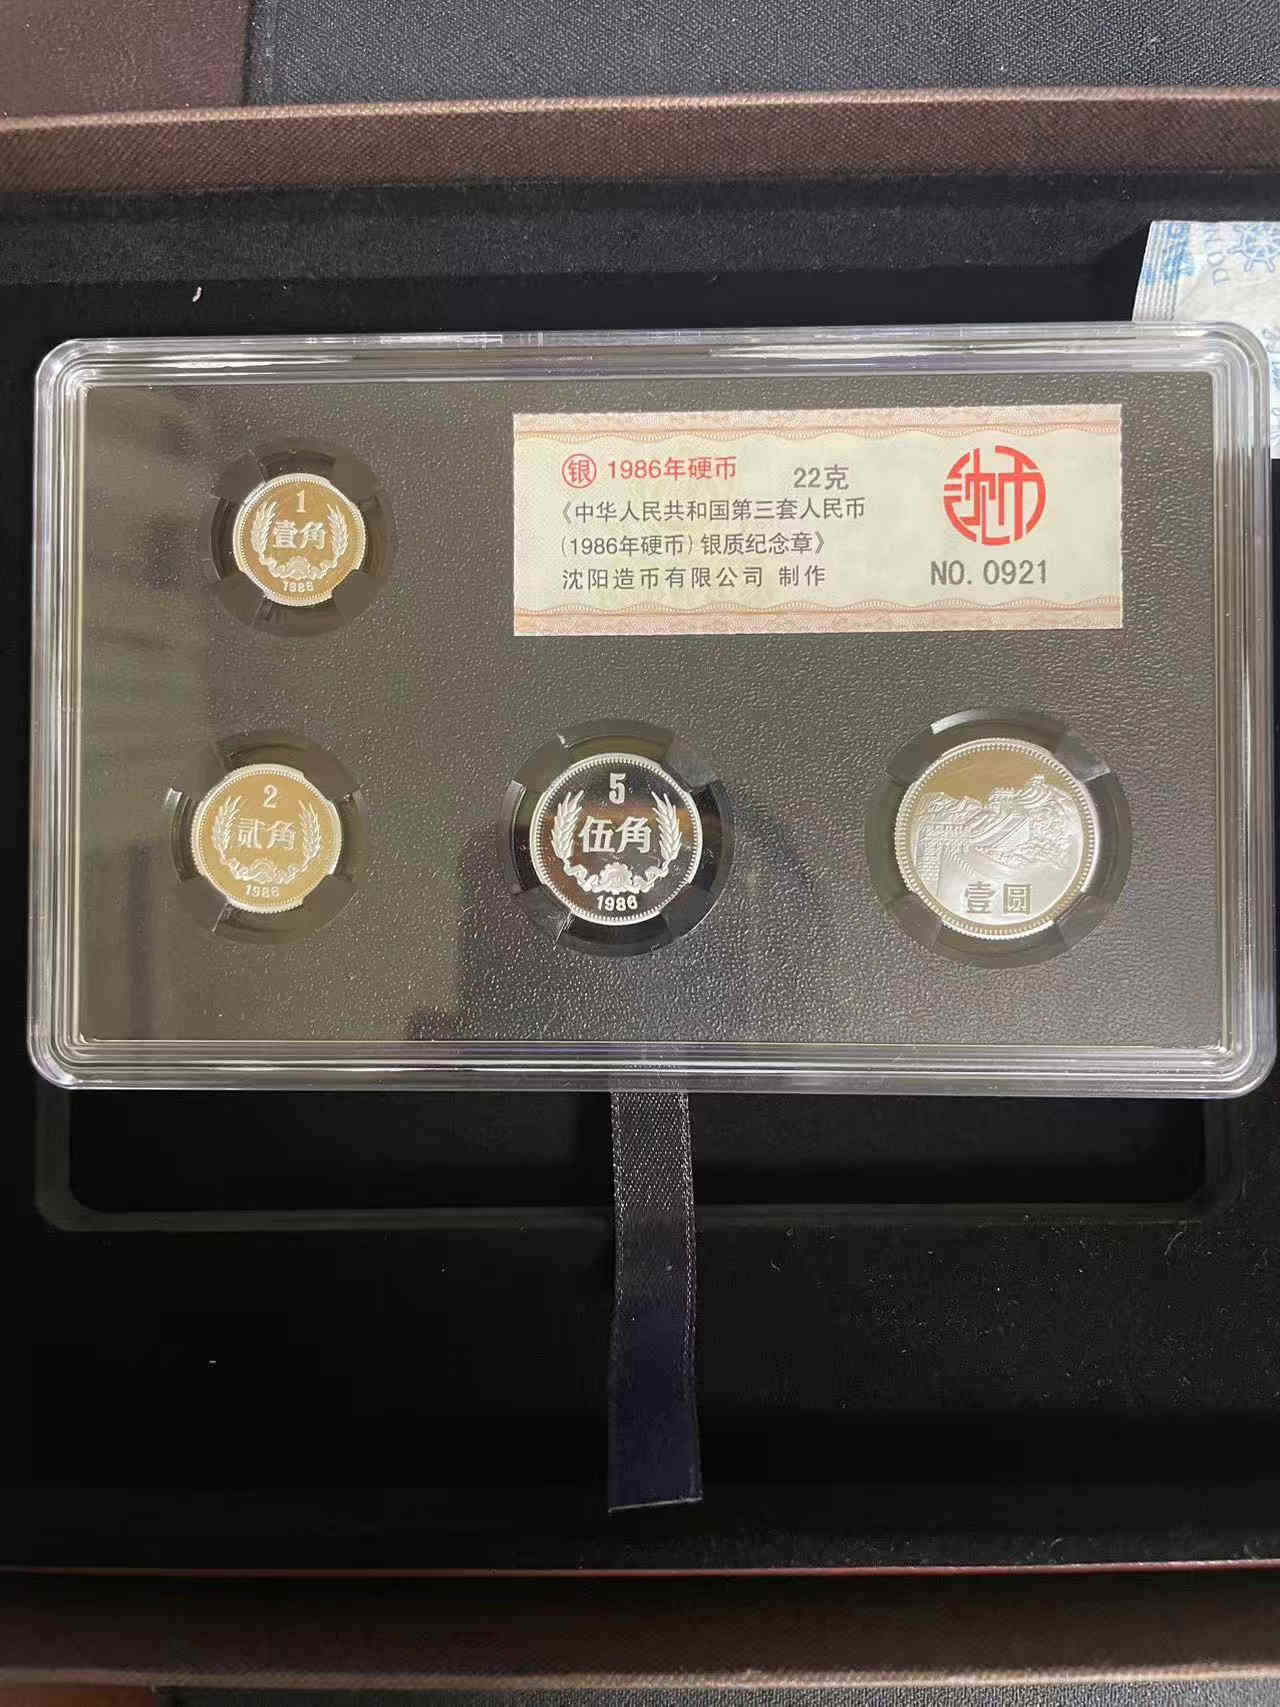 1
壹角
1986
银 1986年硬币 22克
《中华人民共和国第三套人民币
(1986年硬币) 银质纪念章》
沈阳造币有限公司 制作
沈币
NO. 0921
2
贰角
1986
5
伍角
1986
壹圆